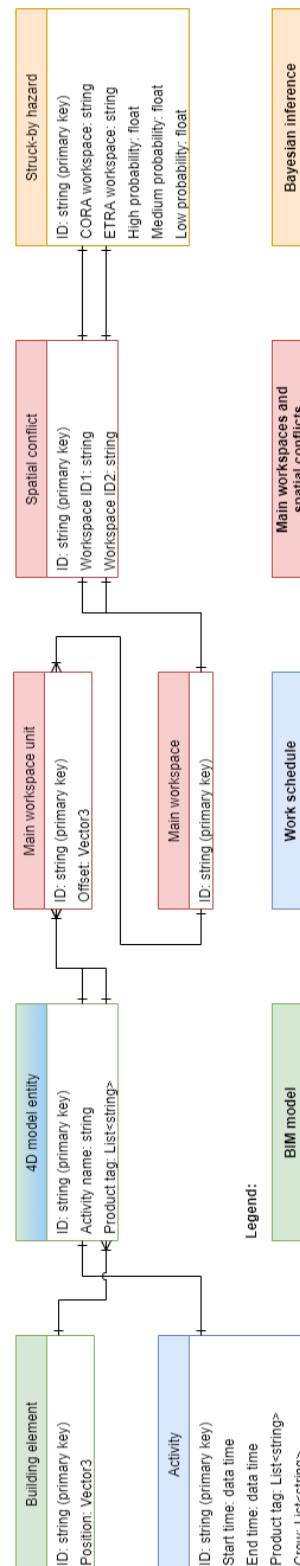 Building element
ID: string (primary key)
Position: Vector3
Activity
ID: string (primary key)
Start time: data time
End time: data time
Product tag: List<string>
Crew: List<string>
4D model entity
ID: string (primary key)
Activity name: string
Product tag: List<string>
Main workspace unit
ID: string (primary key)
Offset: Vector3
Main workspace
ID: string (primary key)
Spatial conflict
ID: string (primary key)
Workspace ID1: string
Workspace ID2: string
Struck-by hazard
ID: string (primary key)
CORA workspace: string
ETRA workspace: string
High probability: float
Medium probability: float
Low probability: float
Legend:
BIM model
Work schedule
Main workspaces and
spatial conflicts
Bayesian inference